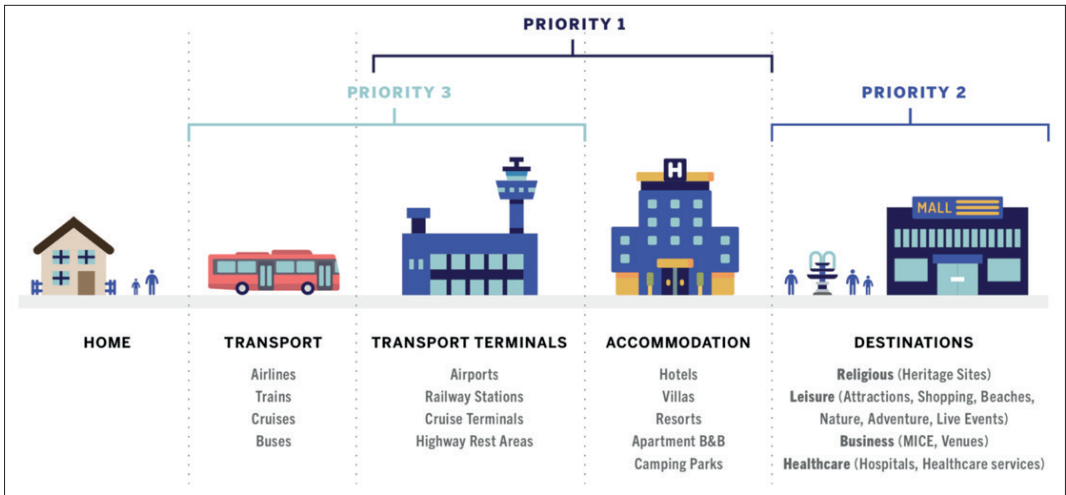 PRIORITY 1
PRIORITY 3
PRIORITY 2
H
MALL
HOME
TRANSPORT
Airlines
Trains
Cruises
Buses
TRANSPORT TERMINALS
Airports
Railway Stations
Cruise Terminals
Highway Rest Areas
ACCOMMODATION
Hotels
Villas
Resorts
Apartment B&B
Camping Parks
DESTINATIONS
Religious (Heritage Sites)
Leisure (Attractions, Shopping, Beaches,
Nature, Adventure, Live Events)
Business (MICE, Venues)
Healthcare (Hospitals, Healthcare services)